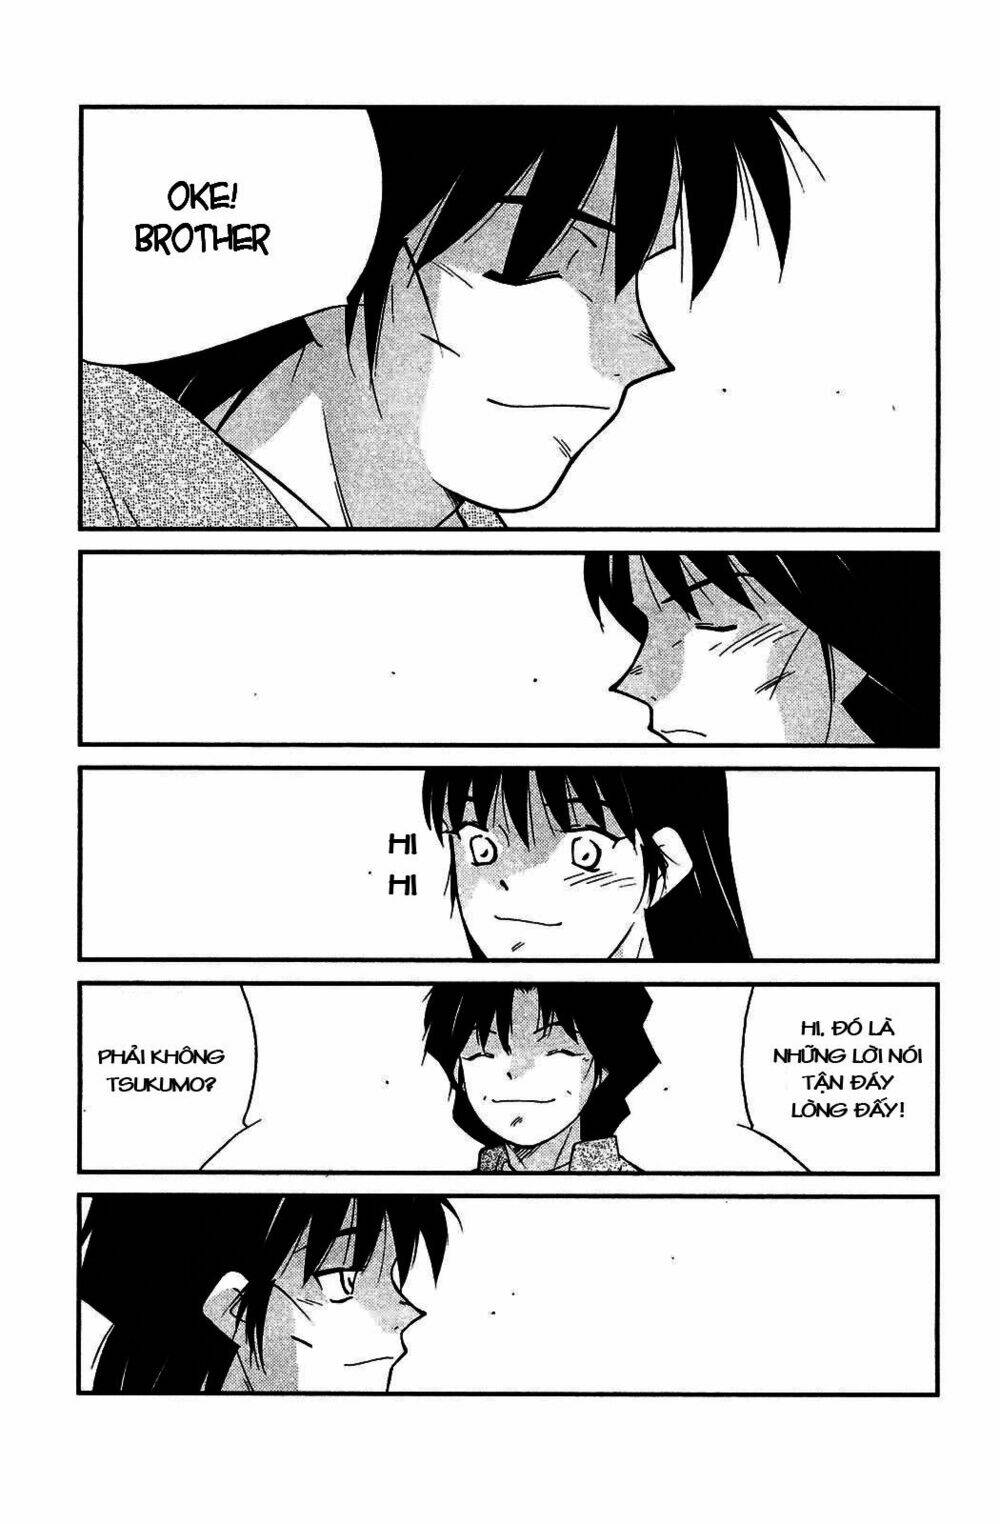 OKE!
BROTHER
HI
HI
HI, ĐÓ LÀ
NHỮNG LỜI NÓI
TẬN ĐÁY
LÒNG ĐẤY!
PHẢI KHÔNG
TSUKUMO?